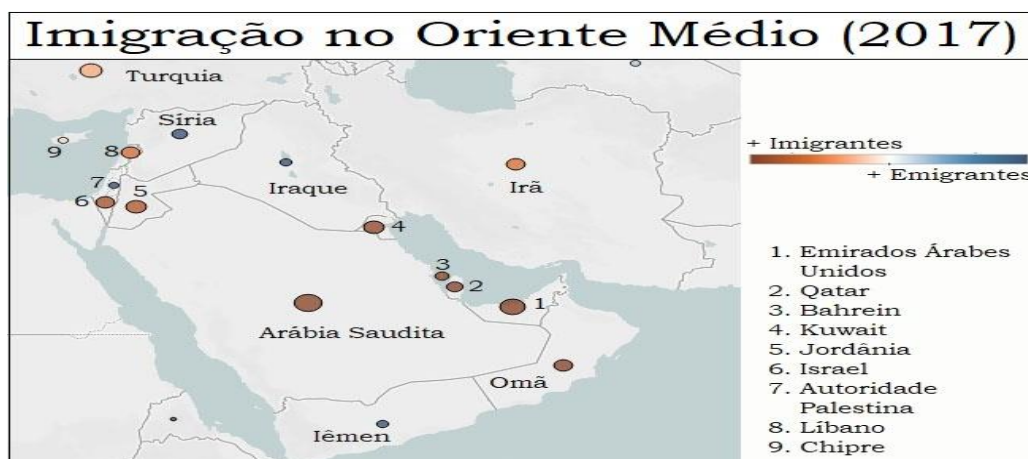 Imigração no Oriente Médio (2017)
Turquia
Síria
9
8
7
6
5
Iraque
Irã
4
3
2
1
Arábia Saudita
Omã
Iêmen
+ Imigrantes
+ Emigrantes
1. Emirados Árabes
Unidos
2. Qatar
3. Bahrein
4. Kuwait
5. Jordânia
6. Israel
7. Autoridade
Palestina
8. Líbano
9. Chipre